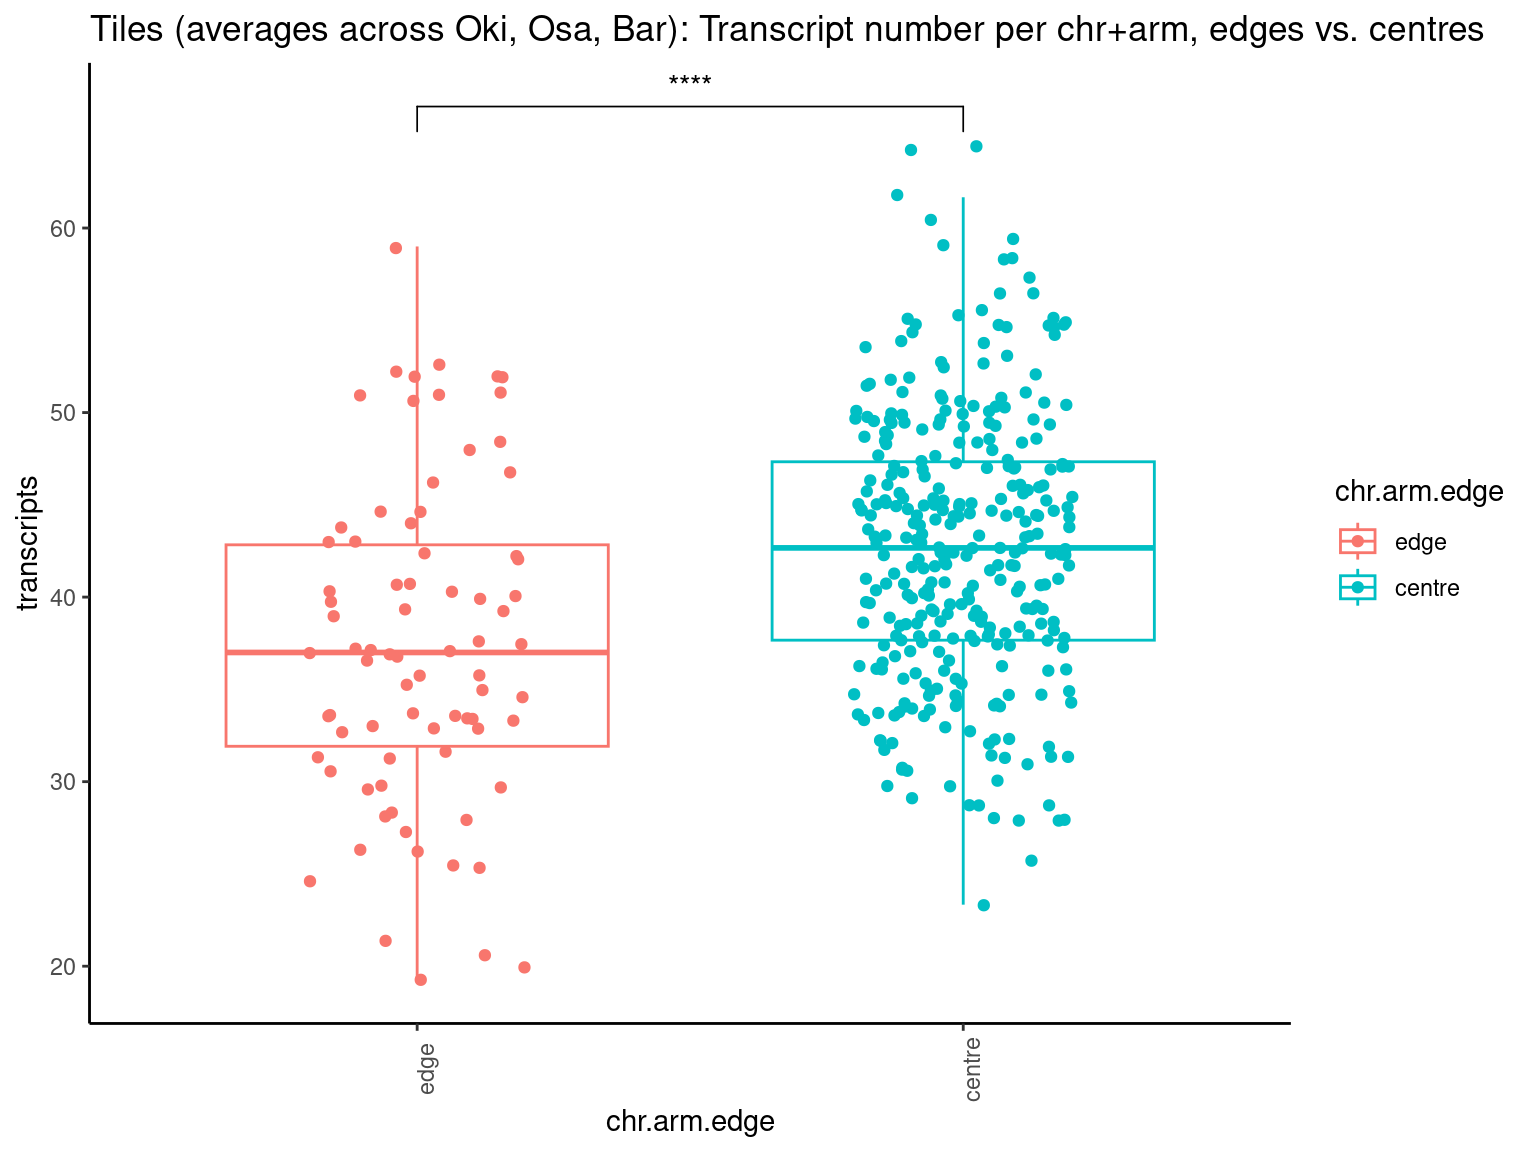 Tiles (averages across Oki, Osa, Bar): Transcript number per chr+arm, edges vs. centres
****
60
50
40
30
20
transcripts
edge
centre
chr.arm.edge
chr.arm.edge
edge
centre